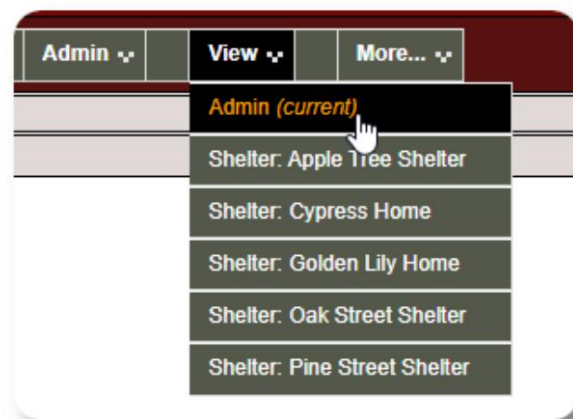 Admin View More...
Admin (current)
Shelter: Apple Tree Shelter
Shelter: Cypress Home
Shelter: Golden Lily Home
Shelter: Oak Street Shelter
Shelter: Pine Street Shelter